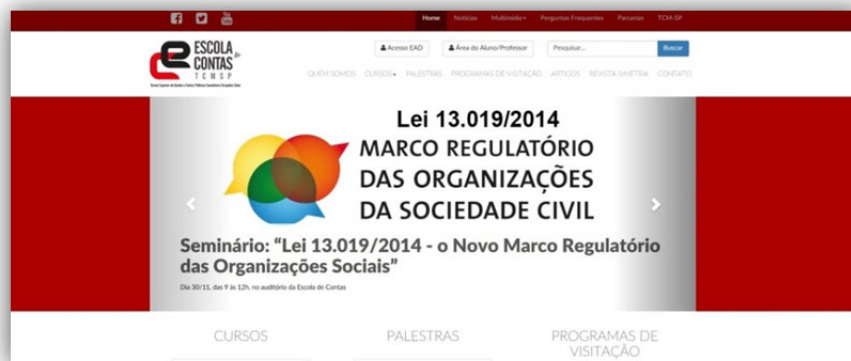 Home Notícias Multimídia Perguntas Frequentes Parcerias TCM-SP
ESCOLA de
CONTAS
TCMSP
Acesso EAD Área do Aluno/Professor Pesquisar... Buscar
QUEM SOMOS CURSOS PALESTRAS PROGRAMAS DE VISITAÇÃO ARTIGOS REVISTA SIMETRIA CONTATO
Lei 13.019/2014
MARCO REGULATÓRIO
DAS ORGANIZAÇÕES
DA SOCIEDADE CIVIL
Seminário: “Lei 13.019/2014 - o Novo Marco Regulatório
das Organizações Sociais”
Dia 30/11, das 9 às 12h, no auditório da Escola de Contas
CURSOS PALESTRAS PROGRAMAS DE
VISITAÇÃO